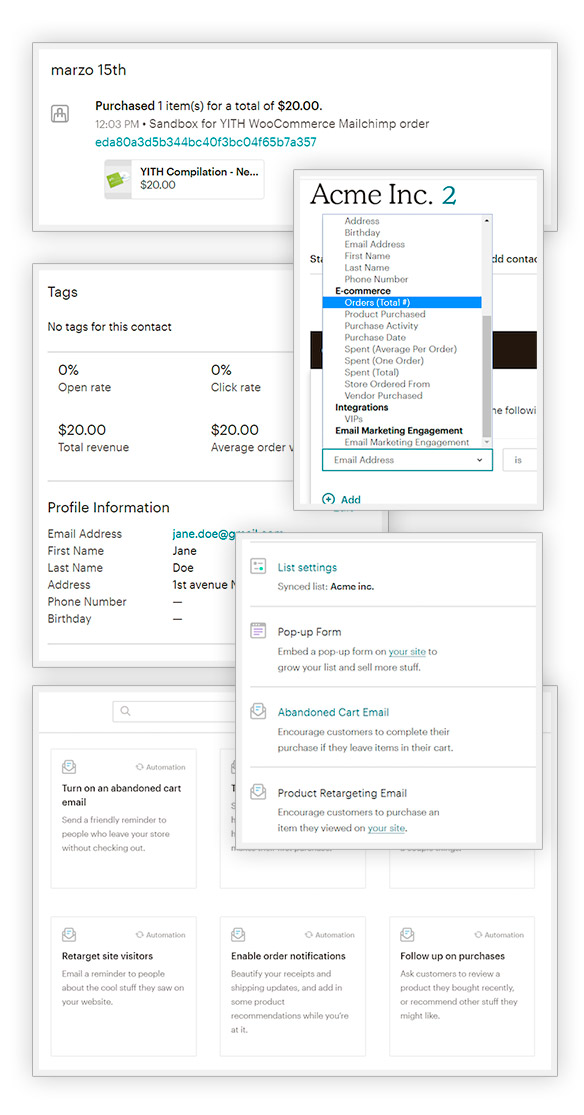 marzo 15th
Purchased 1 item(s) for a total of $20.00.
12:03 PM • Sandbox for YITH WooCommerce Mailchimp order
eda80a3d5b344bc40f3bc04f65b7a357
YITH Compilation - Ne...
$20.00
Acme Inc. 2
Address
Birthday
Email Address
First Name
Last Name
Phone Number
E-commerce
Orders (Total #)
Product Purchased
Purchase Activity
Purchase Date
Spent (Average Per Order)
Spent (One Order)
Spent (Total)
Store Ordered From
Vendor Purchased
Integrations
VIPs
Email Marketing Engagement
Email Marketing Engagement
Email Address
is
Add
Tags
No tags for this contact
0%
0%
Open rate
Click rate
$20.00
$20.00
Total revenue
Average order v
Profile Information
Email Address
jane.doe@gmail.com
First Name
Jane
Last Name
Doe
Address
1st avenue
Phone Number
—
Birthday
—
List settings
Synced list: Acme inc.
Pop-up Form
Embed a pop-up form on your site to
grow your list and sell more stuff.
Abandoned Cart Email
Encourage customers to complete their
purchase if they leave items in their cart.
Product Retargeting Email
Encourage customers to purchase an
item they viewed on your site.
Automation
Turn on an abandoned cart
email
Send a friendly reminder to
people who leave your store
without checking out.
Automation
Retarget site visitors
Email a reminder to people
about the cool stuff they saw on
your website.
Automation
Enable order notifications
Beautify your receipts and
shipping updates, and add in
some product
recommendations while you're
at it.
Automation
Follow up on purchases
Ask customers to review a
product they bought recently,
or recommend other stuff they
might like.